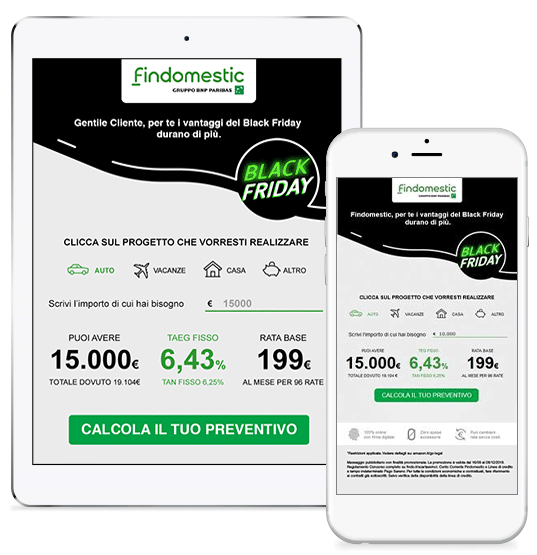 Findomestic
GRUPPO BNP PARIBAS
Gentile Cliente, per te i vantaggi del Black Friday
durano di più.
BLACK
FRIDAY
CLICCA SUL PROGETTO CHE VORRESTI REALIZZARE
AUTO VACANZE CASA ALTRO
Scrivi l'importo di cui hai bisogno € 15000
PUOI AVERE TAEG FISSO RATA BASE
15.000€ 6,43% 199€
TOTALE DOVUTO 19.104€ TAN FISSO 6,25% AL MESE PER 96 RATE
CALCOLA IL TUO PREVENTIVO
Findomestic
GRUPPO BNP PARIBAS
Findomestic, per te i vantaggi del Black Friday
durano di più.
BLACK
FRIDAY
CLICCA SUL PROGETTO CHE VORRESTI REALIZZARE
AUTO VACANZE CASA ALTRO
Scrivi l'importo di cui hai bisogno € 10.000
PUOI AVERE TEG FISSO RATA BASE
15.000€ 6,43% 199€
TOTALE DOVUTO 19.104 € TAN FISSO 6,25% AL MESE PER 96 RATE
CALCOLA IL TUO PREVENTIVO
100% online Zero spese Puoi cambiare
con firma digitale accessorie rata senza costi